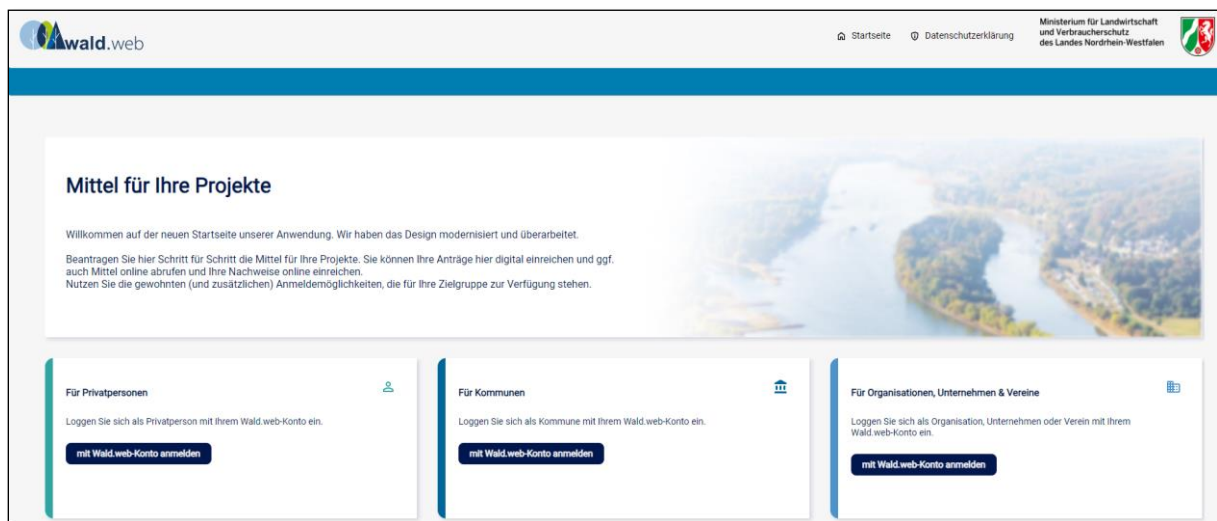 wald.web
Startseite
Datenschutzerklärung
Ministerium für Landwirtschaft
und Verbraucherschutz
des Landes Nordrhein-Westfalen
Mittel für Ihre Projekte
Willkommen auf der neuen Startseite unserer Anwendung. Wir haben das Design modernisiert und überarbeitet.
Beantragen Sie hier Schritt für Schritt die Mittel für Ihre Projekte. Sie können Ihre Anträge hier digital einreichen und ggf.
auch Mittel online abrufen und Ihre Nachweise online einreichen.
Nutzen Sie die gewohnten (und zusätzlichen) Anmeldemöglichkeiten, die für Ihre Zielgruppe zur Verfügung stehen.
Für Privatpersonen
Loggen Sie sich als Privatperson mit Ihrem Wald.web-Konto ein.
mit Wald.web-Konto anmelden
Für Kommunen
Loggen Sie sich als Kommune mit Ihrem Wald.web-Konto ein.
mit Wald.web-Konto anmelden
Für Organisationen, Unternehmen & Vereine
Loggen Sie sich als Organisation, Unternehmen oder Verein mit Ihrem
Wald.web-Konto ein.
mit Wald.web-Konto anmelden